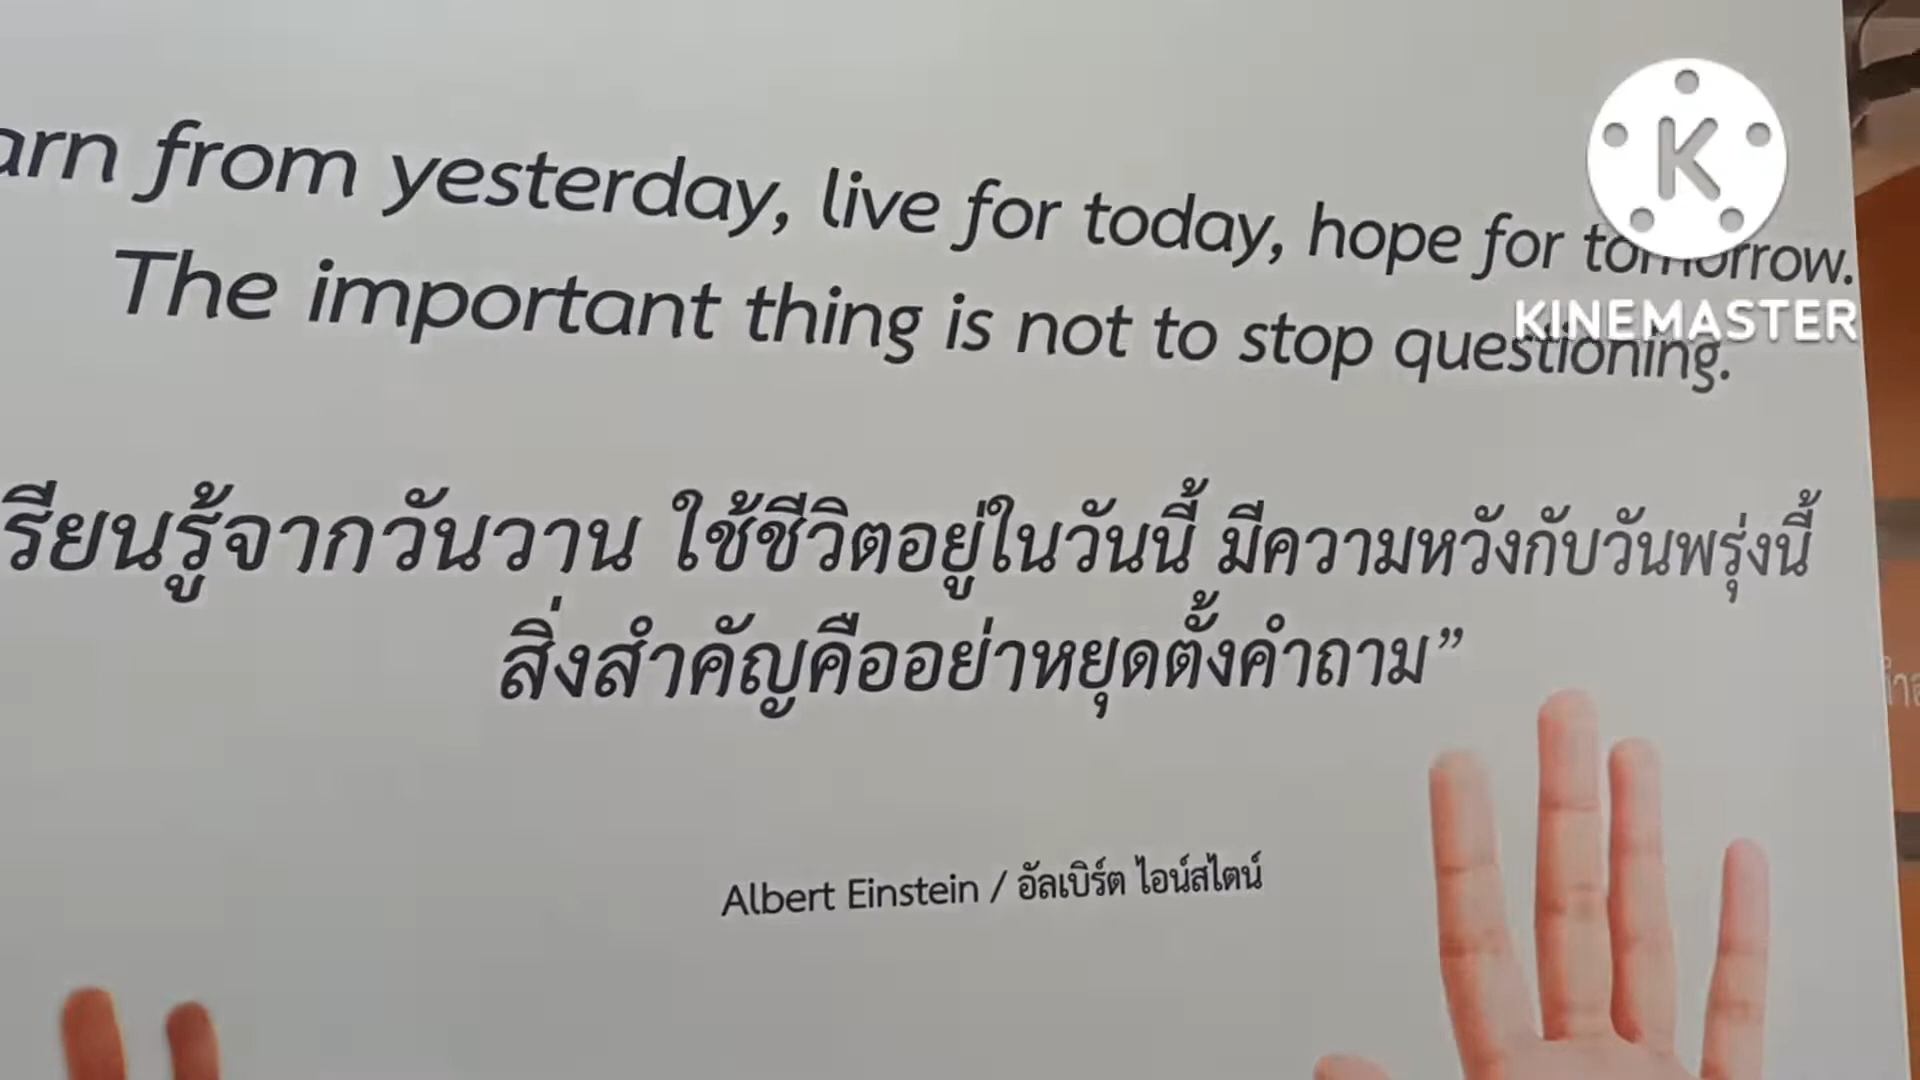 arn from yesterday, live for today, hope for tomorrow.
The important thing is not to stop questioning.
รียนรู้จากวันวาน ใช้ชีวิตอยู่ในวันนี้ มีความหวังกับวันพรุ่งนี้
สิ่งสำคัญคืออย่าหยุดตั้งคำถาม”
Albert Einstein / อัลเบิร์ต ไอน์สไตน์
K
KINEMASTER